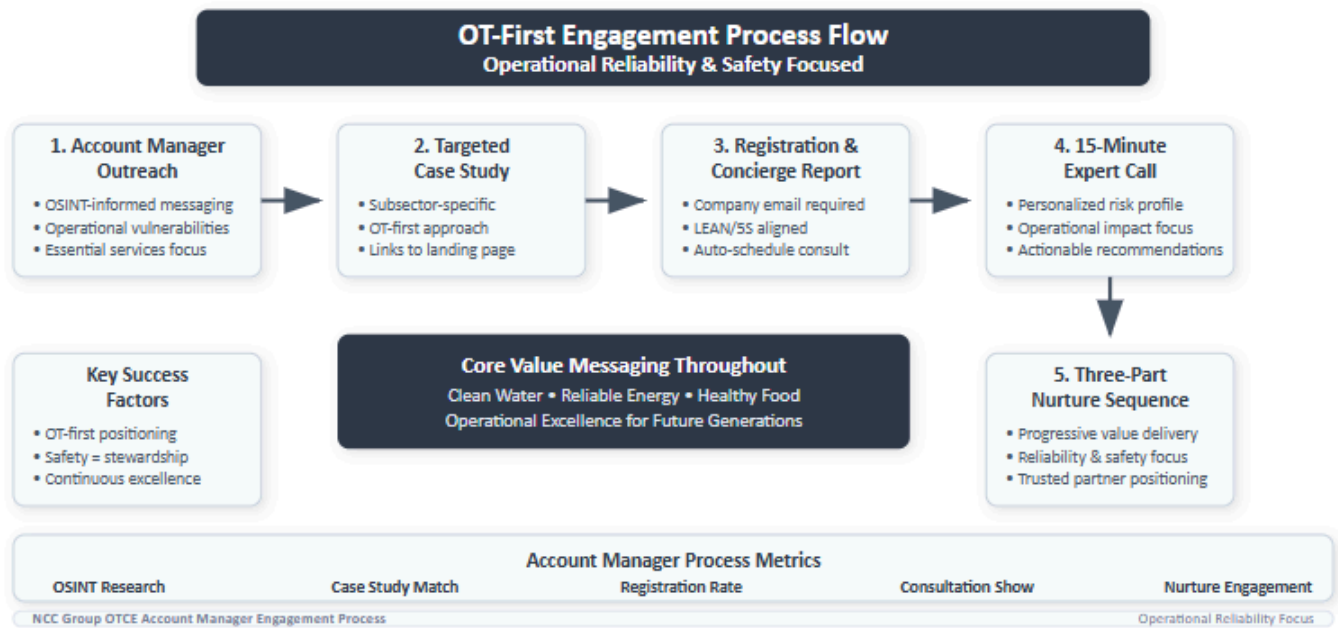 OT-First Engagement Process Flow
Operational Reliability & Safety Focused
1. Account Manager
Outreach
• OSINT-informed messaging
• Operational vulnerabilities
• Essential services focus
2. Targeted
Case Study
• Subsector-specific
• OT-first approach
• Links to landing page
3. Registration &
Concierge Report
• Company email required
• LEAN/5S aligned
• Auto-schedule consult
4. 15-Minute
Expert Call
• Personalized risk profile
• Operational impact focus
• Actionable recommendations
Key Success
Factors
• OT-first positioning
• Safety = stewardship
• Continuous excellence
Core Value Messaging Throughout
Clean Water • Reliable Energy • Healthy Food
Operational Excellence for Future Generations
5. Three-Part
Nurture Sequence
• Progressive value delivery
• Reliability & safety focus
• Trusted partner positioning
Account Manager Process Metrics
OSINT Research
Case Study Match
Registration Rate
Consultation Show
Nurture Engagement
NCC Group OTCE Account Manager Engagement Process
Operational Reliability Focus